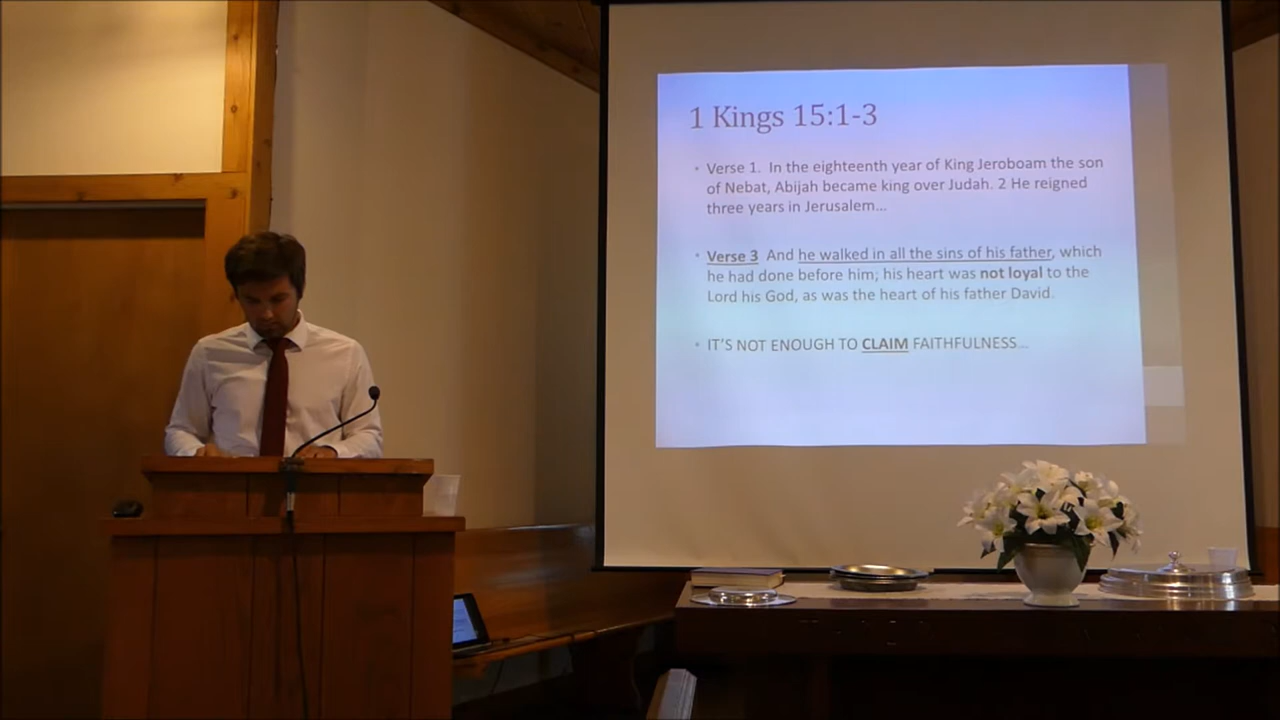 1 Kings 15:1-3
• Verse 1. In the eighteenth year of King Jeroboam the son
of Nebat, Abijah became king over Judah. 2 He reigned
three years in Jerusalem...
• Verse 3 And he walked in all the sins of his father, which
he had done before him; his heart was not loyal to the
Lord his God, as was the heart of his father David.
• IT'S NOT ENOUGH TO CLAIM FAITHFULNESS...